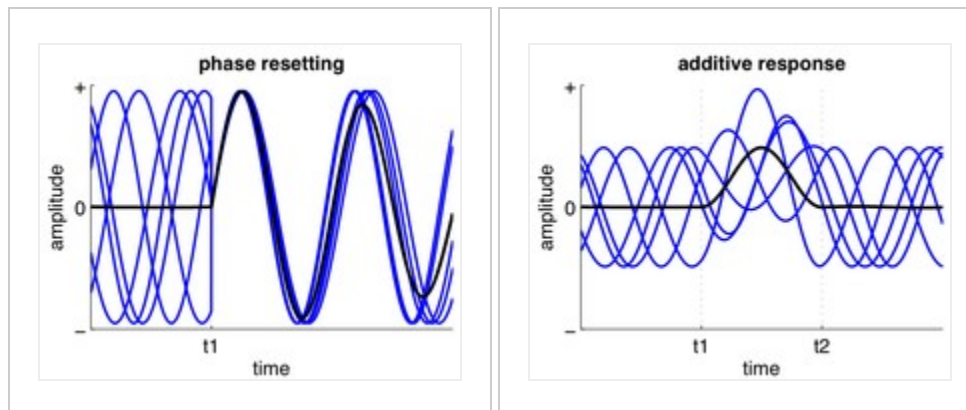 phase resetting
+
amplitude
0
−
t1
time
additive response
+
amplitude
0
−
t1
t2
time